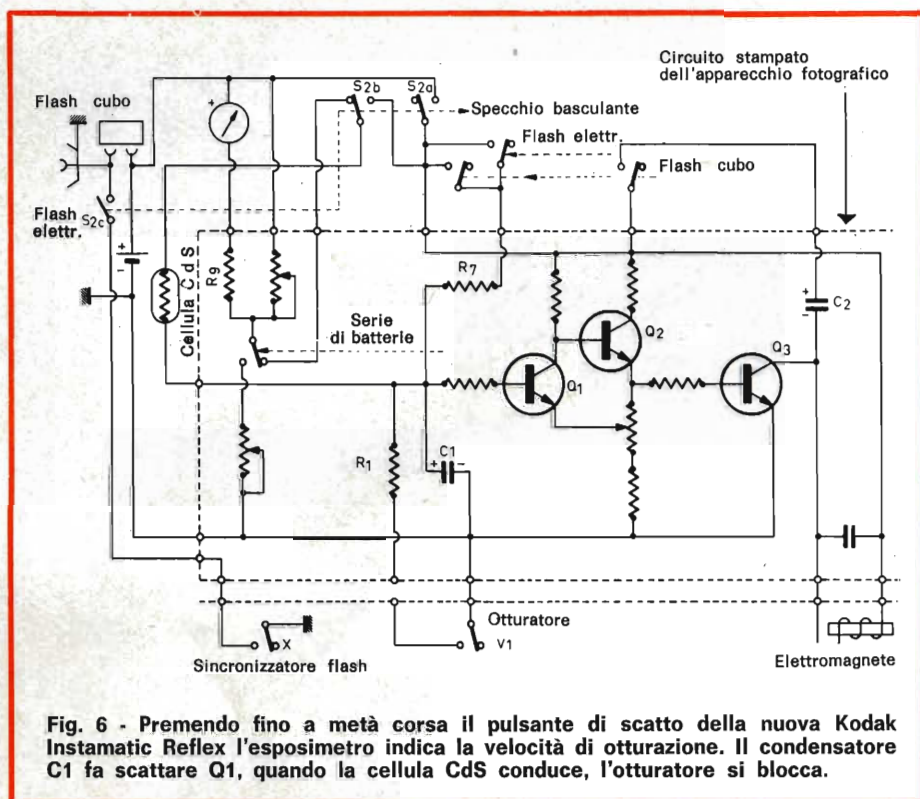 Circuito stampato
dell'apparecchio fotografico
Flash cubo
+
S2b
S2a
Specchio basculante
Flash elettr.
Flash cubo
Flash
elettr.
S2c
+
-
Cellula CdS
R9
R7
+
-
C2
Serie
di batterie
Q2
Q1
Q3
R1
C1
+
-
Otturatore
X
V1
Sincronizzatore flash
Elettromagnete
Fig. 6 - Premendo fino a metà corsa il pulsante di scatto della nuova Kodak
Instamatic Reflex l'esposimetro indica la velocità di otturazione. Il condensatore
C1 fa scattare Q1, quando la cellula CdS conduce, l'otturatore si blocca.